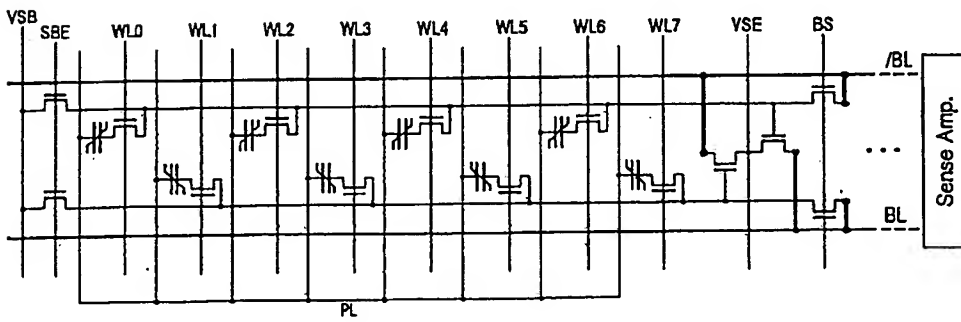 VSB
SBE
WL0
WL1
WL2
WL3
WL4
WL5
WL6
WL7
VSE
BS
/BL
BL
PL
Sense Amp.